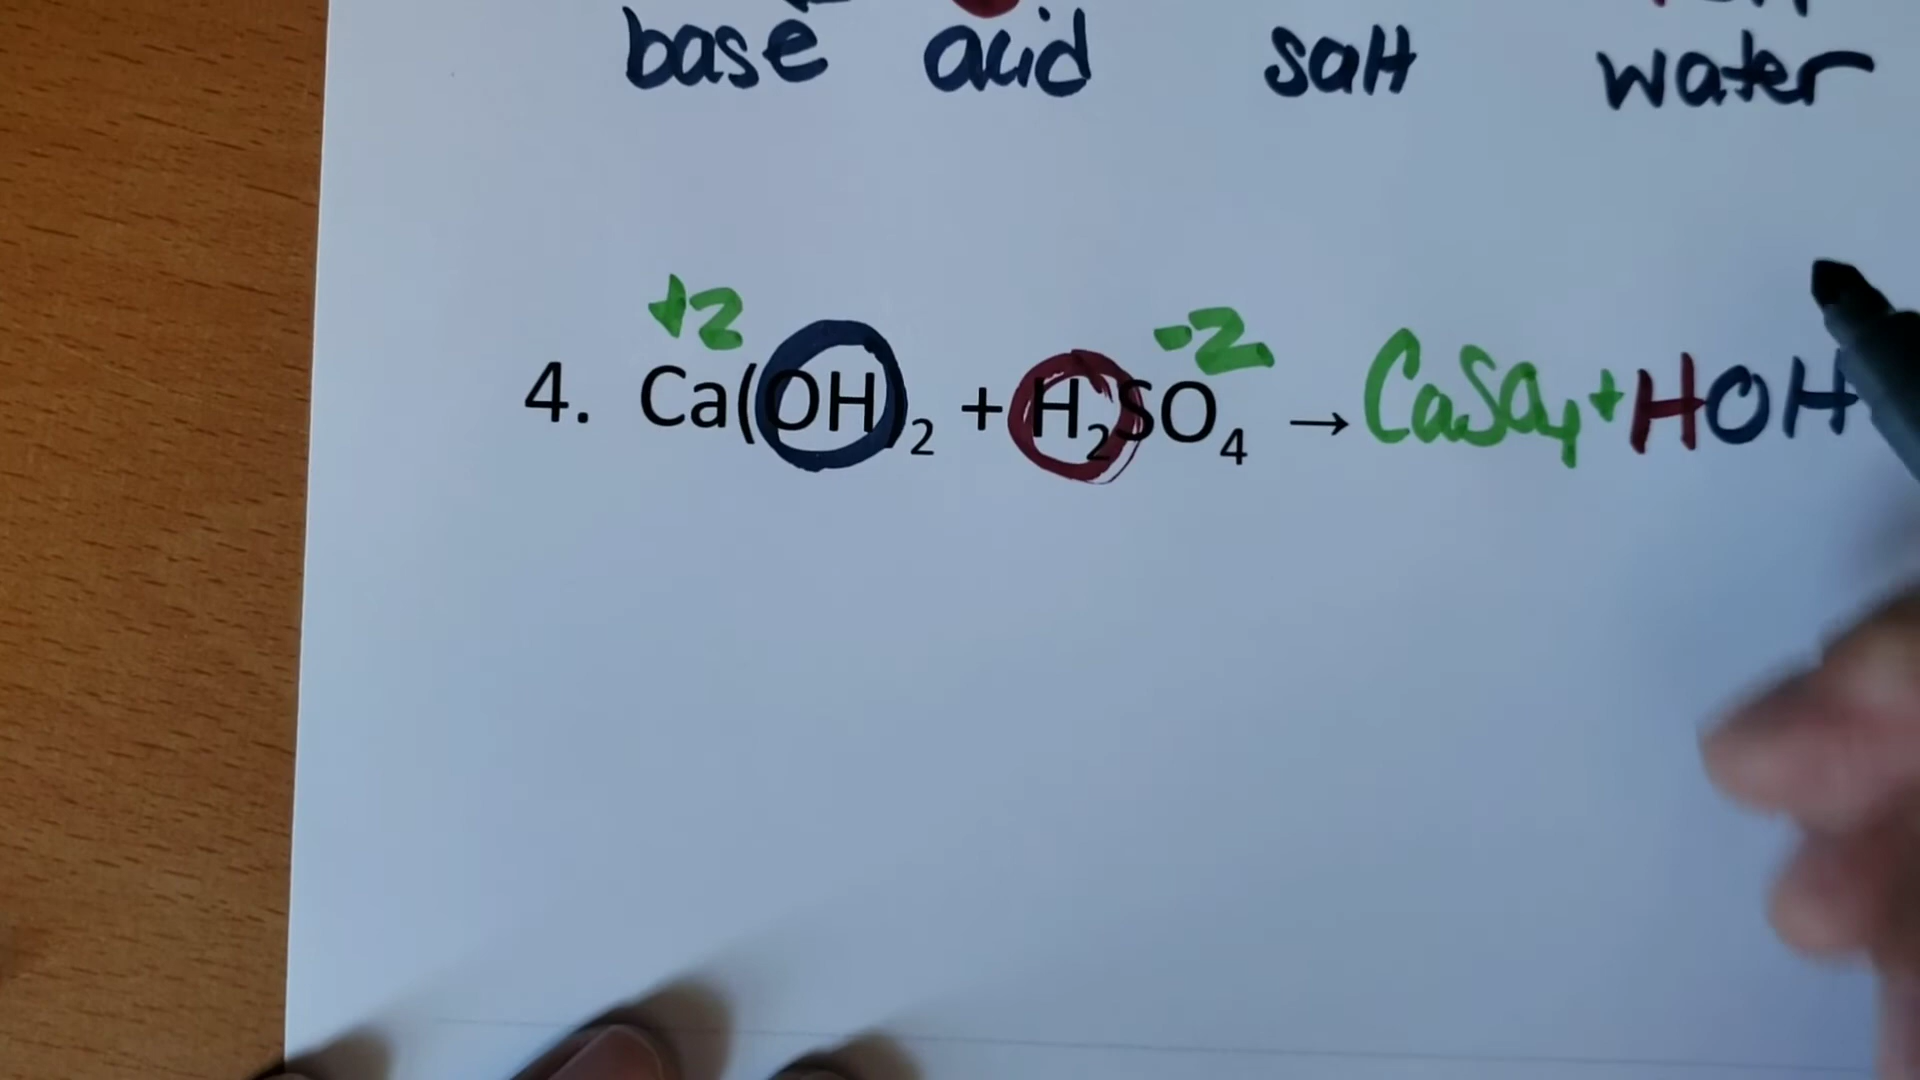 base acid salt water
+2 -2
4. Ca(OH)₂ + H₂SO₄ → CaSO₄ + HOH